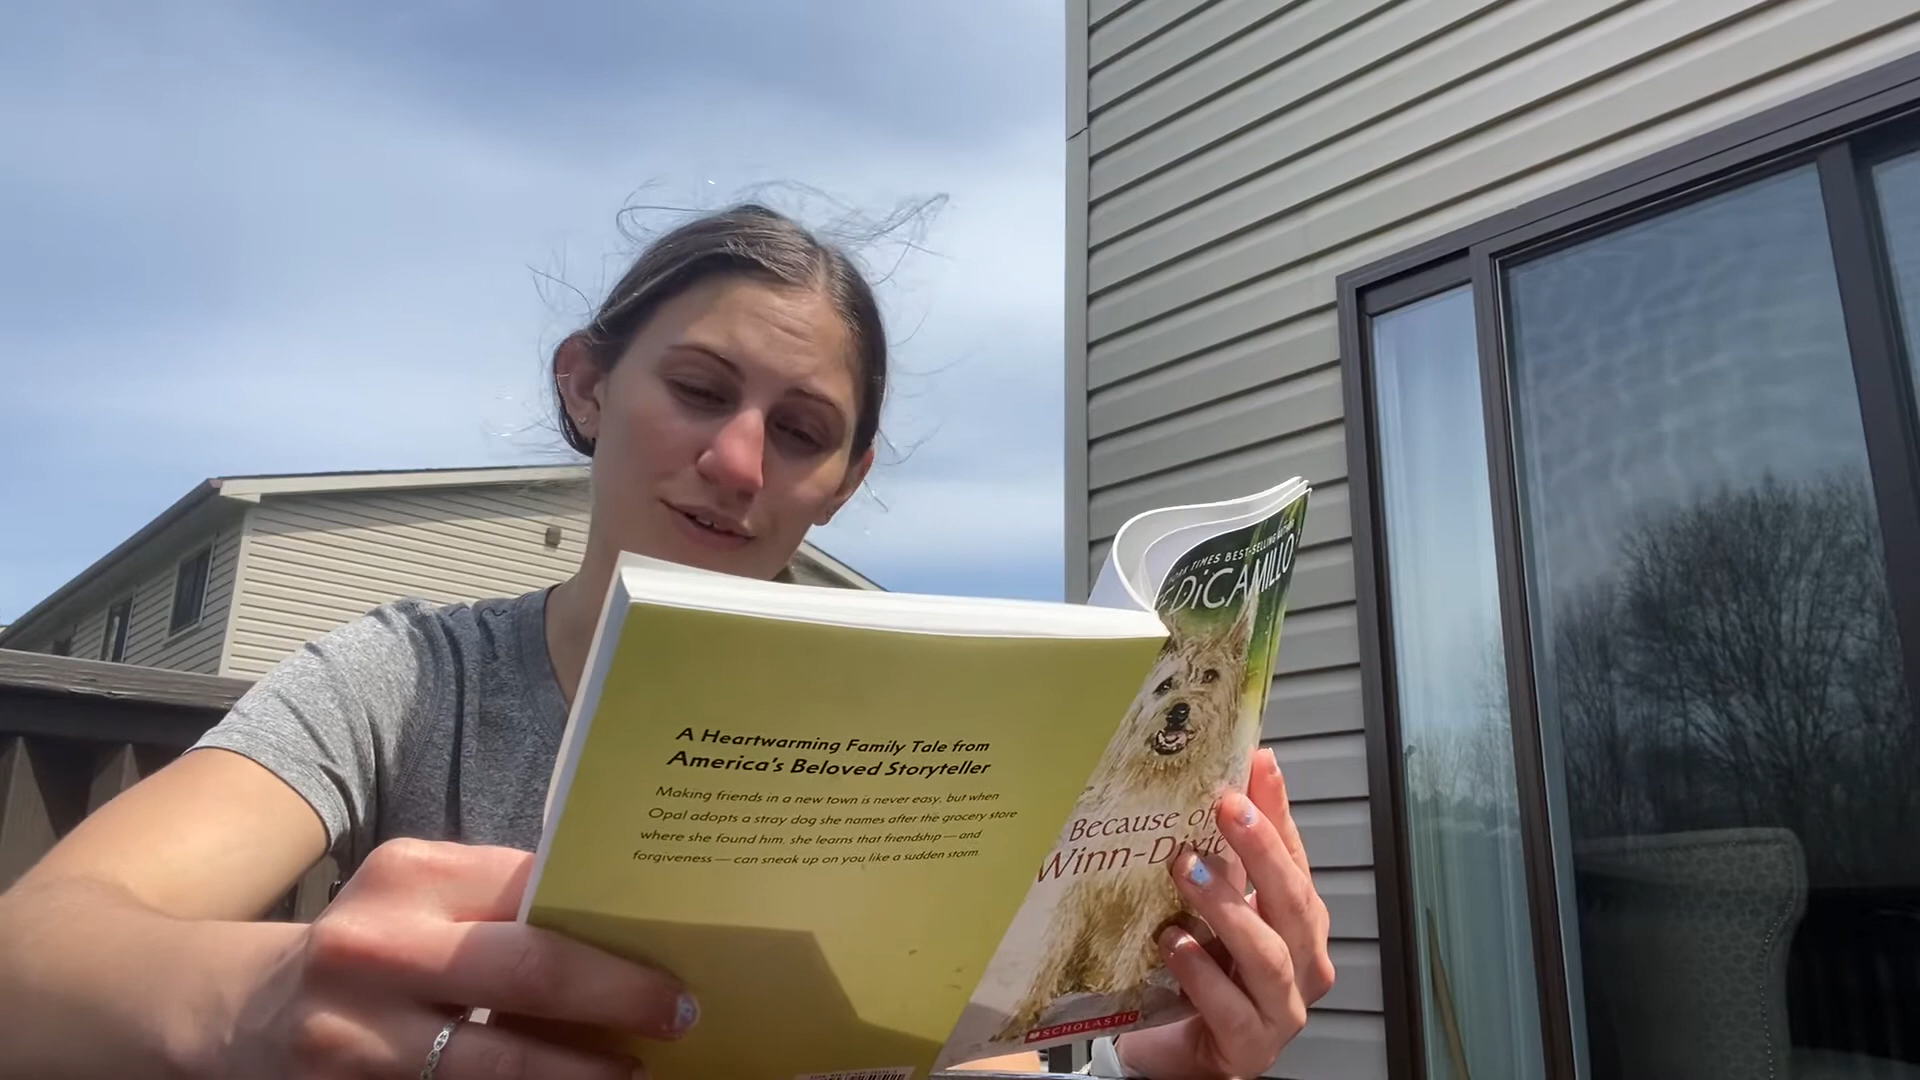 A Heartwarming Family Tale from
America's Beloved Storyteller
Making friends in a new town is never easy, but when
Opal adopts a stray dog she names after the grocery store
where she found him, she learns that friendship — and
forgiveness — can sneak up on you like a sudden storm.
TIMES BEST-SELLING
DiCAMILLO
Because of
Winn-Dixie
SCHOLASTIC